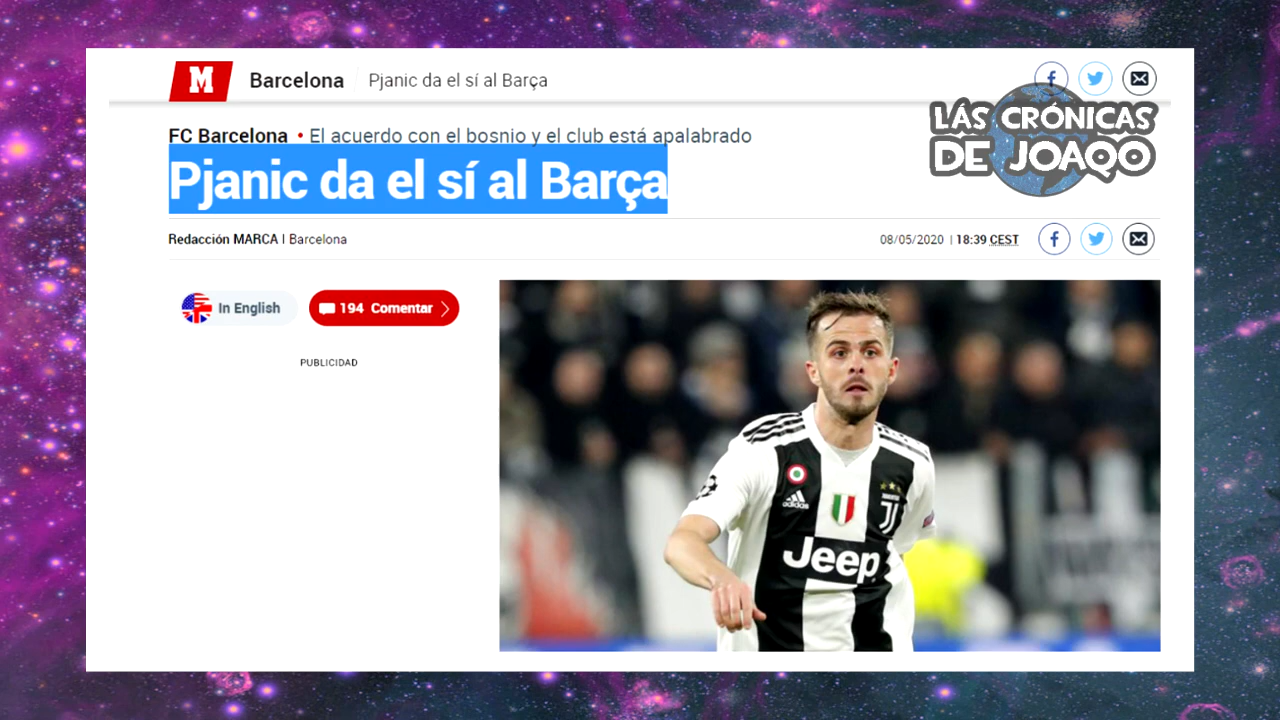 M Barcelona Pjanic da el sí al Barça
LÁS CRÓNICAS
DE JOAQO
FC Barcelona • El acuerdo con el bosnio y el club está apalabrado
Pjanic da el sí al Barça
Redacción MARCA | Barcelona
08/05/2020 | 18:39 CEST
In English
194 Comentar
PUBLICIDAD
adidas
JUVENTUS
Jeep